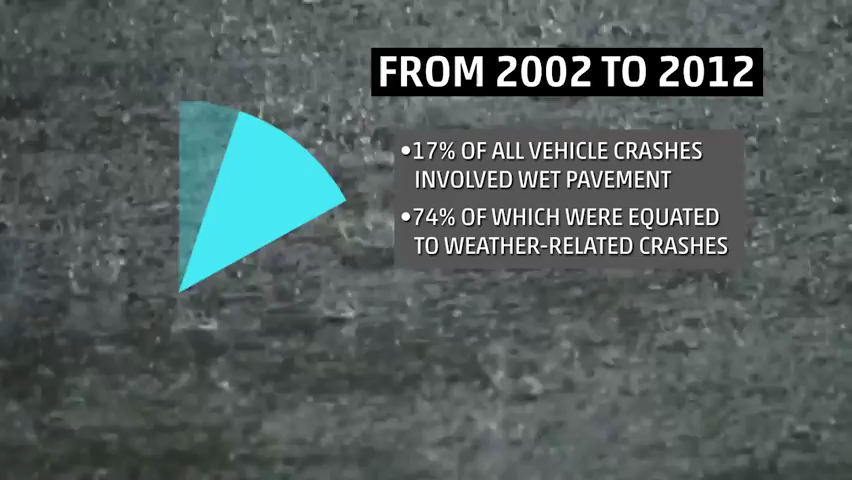 FROM 2002 TO 2012
•17% OF ALL VEHICLE CRASHES
INVOLVED WET PAVEMENT
•74% OF WHICH WERE EQUATED
TO WEATHER-RELATED CRASHES